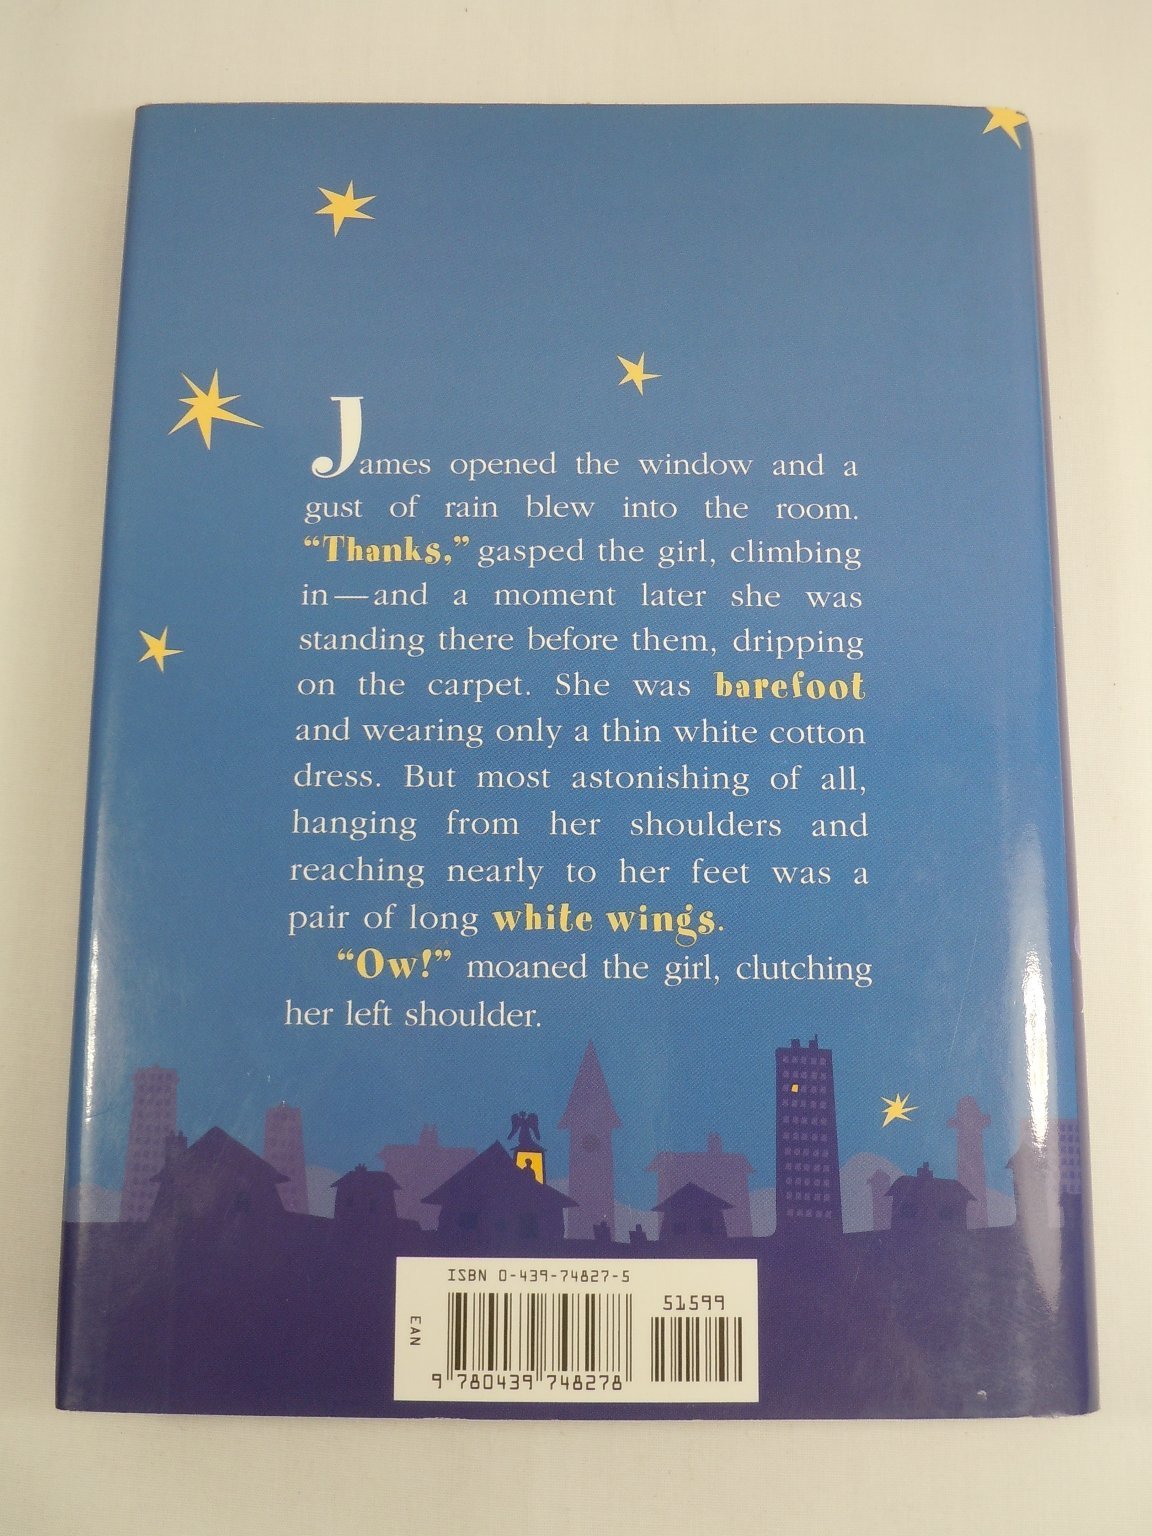 James opened the window and a
gust of rain blew into the room.
“Thanks,” gasped the girl, climbing
in—and a moment later she was
standing there before them, dripping
on the carpet. She was barefoot
and wearing only a thin white cotton
dress. But most astonishing of all,
hanging from her shoulders and
reaching nearly to her feet was a
pair of long white wings.
“Ow!” moaned the girl, clutching
her left shoulder.
ISBN 0-439-74827-5
51599
EAN
9 780439 748278